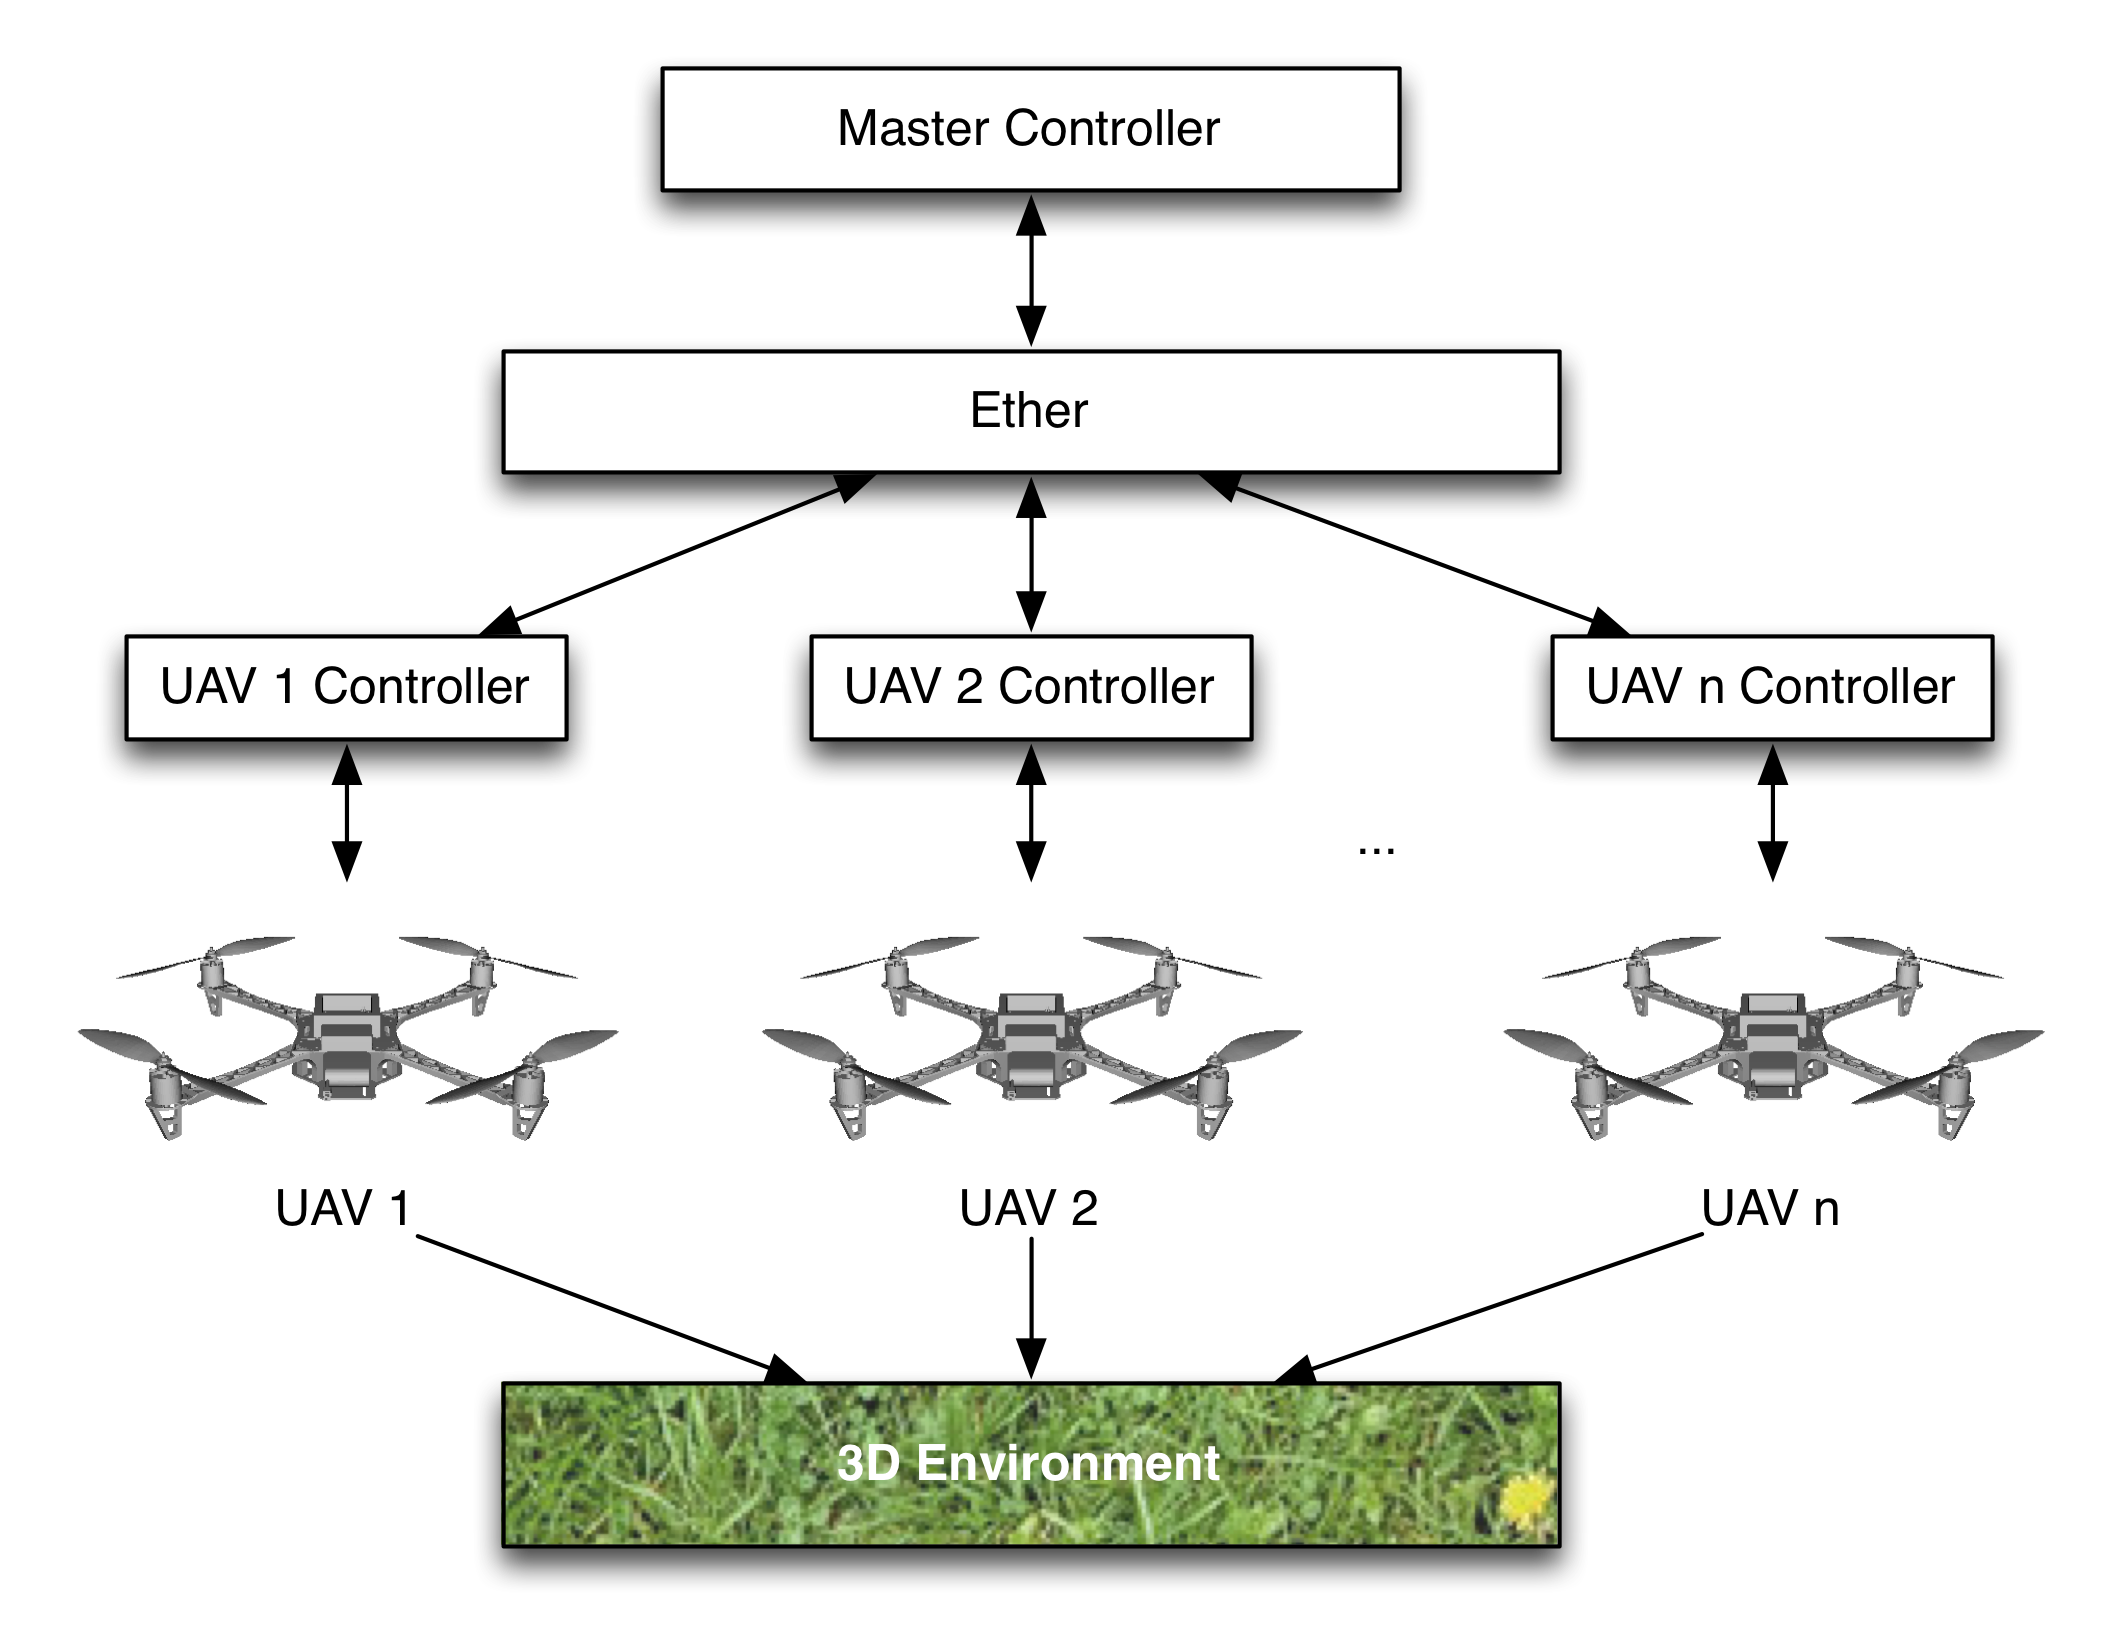 Master Controller
Ether
UAV 1 Controller
UAV 2 Controller
UAV n Controller
...
UAV 1
UAV 2
UAV n
3D Environment